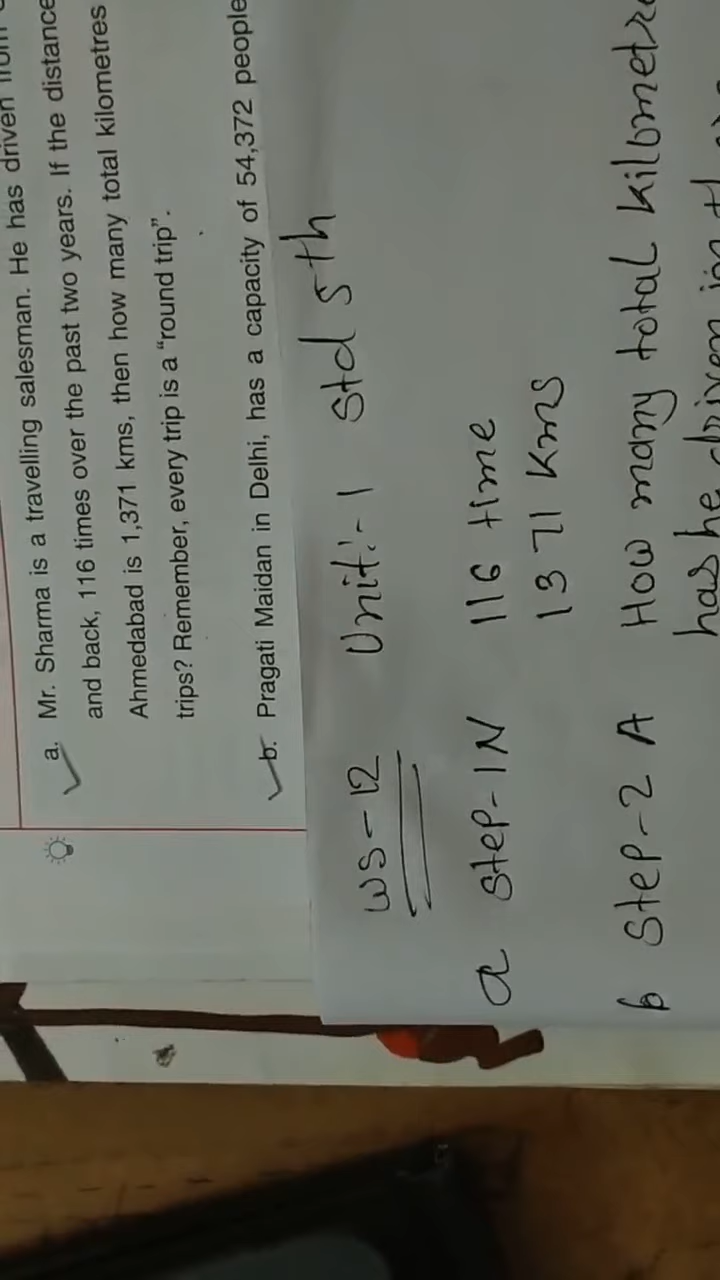 a. Mr. Sharma is a travelling salesman. He has driven from
and back, 116 times over the past two years. If the distance
Ahmedabad is 1,371 kms, then how many total kilometres
trips? Remember, every trip is a "round trip".
b. Pragati Maidan in Delhi, has a capacity of 54,372 people
WS-12 Unit:-1 Std 5th
a Step-1N 116 time
1371 kms
b Step-2 A How many total kilometre
has he driven in